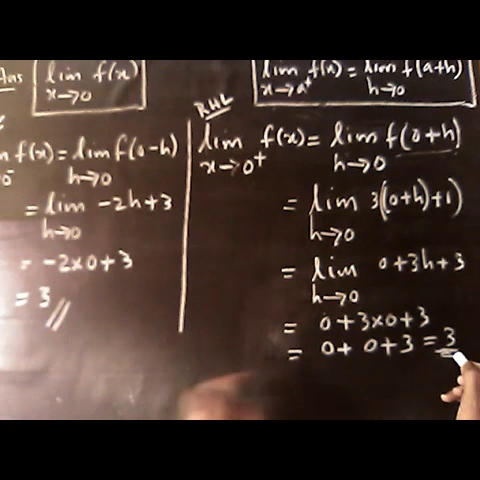 Ans lim f(x)
x→0
f(x) = lim f(0-h)
0⁻ h→0
= lim -2h+3
h→0
= -2×0+3
= 3 //
lim f(x) = lim f(a+h)
x→a⁺ h→0
RHL
lim f(x) = lim f(0+h)
x→0⁺ h→0
= lim 3((0+h)+1)
h→0
= lim 0+3h+3
h→0
= 0+3×0+3
= 0+ 0+3 = 3